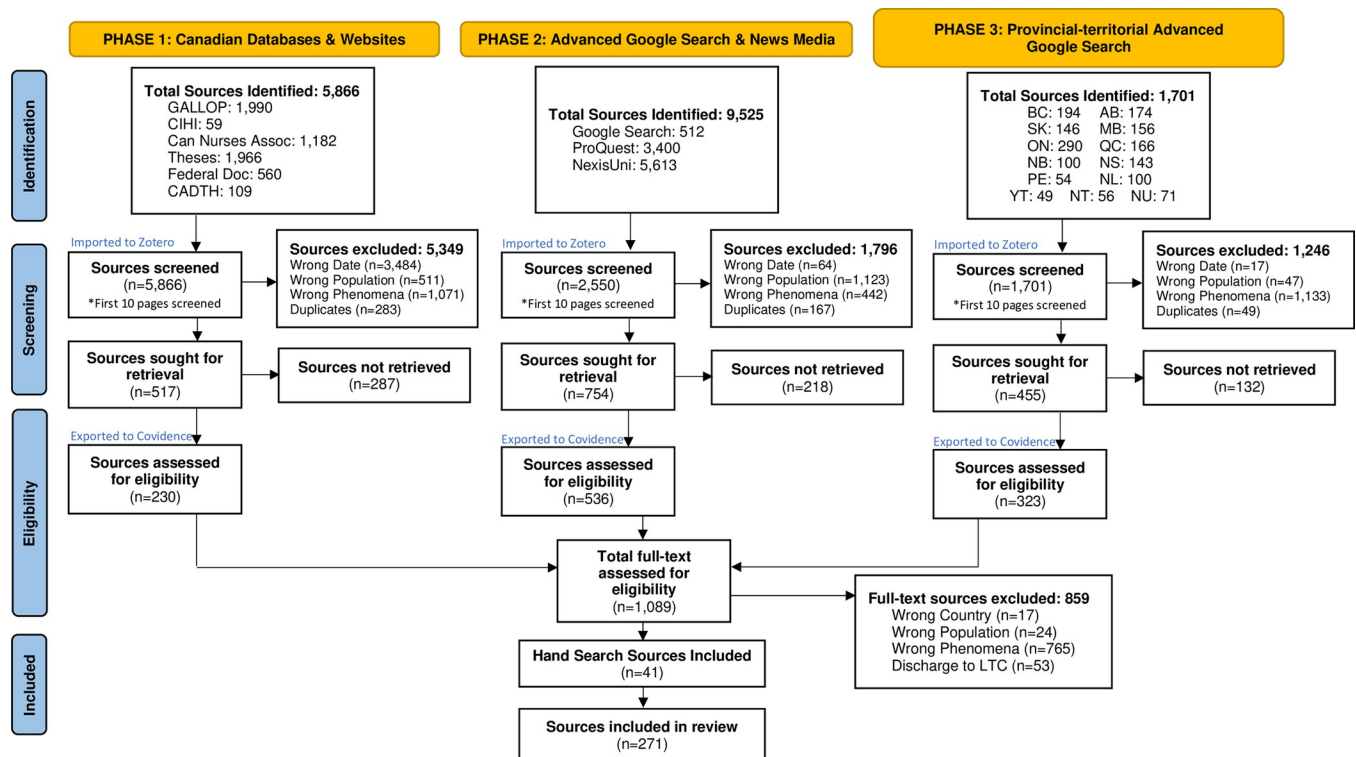 PHASE 1: Canadian Databases & Websites
PHASE 2: Advanced Google Search & News Media
PHASE 3: Provincial-territorial Advanced
Google Search
Identification
Total Sources Identified: 5,866
GALLOP: 1,990
CIHI: 59
Can Nurses Assoc: 1,182
Theses: 1,966
Federal Doc: 560
CADTH: 109
Total Sources Identified: 9,525
Google Search: 512
ProQuest: 3,400
NexisUni: 5,613
Total Sources Identified: 1,701
BC: 194 AB: 174
SK: 146 MB: 156
ON: 290 QC: 166
NB: 100 NS: 143
PE: 54 NL: 100
YT: 49 NT: 56 NU: 71
Screening
Imported to Zotero
Sources screened
(n=5,866)
*First 10 pages screened
Sources excluded: 5,349
Wrong Date (n=3,484)
Wrong Population (n=511)
Wrong Phenomena (n=1,071)
Duplicates (n=283)
Imported to Zotero
Sources screened
(n=2,550)
*First 10 pages screened
Sources excluded: 1,796
Wrong Date (n=64)
Wrong Population (n=1,123)
Wrong Phenomena (n=442)
Duplicates (n=167)
Imported to Zotero
Sources screened
(n=1,701)
*First 10 pages screened
Sources excluded: 1,246
Wrong Date (n=17)
Wrong Population (n=47)
Wrong Phenomena (n=1,133)
Duplicates (n=49)
Sources sought for
retrieval
(n=517)
Sources not retrieved
(n=287)
Sources sought for
retrieval
(n=754)
Sources not retrieved
(n=218)
Sources sought for
retrieval
(n=455)
Sources not retrieved
(n=132)
Eligibility
Exported to Covidence
Sources assessed
for eligibility
(n=230)
Exported to Covidence
Sources assessed
for eligibility
(n=536)
Exported to Covidence
Sources assessed
for eligibility
(n=323)
Total full-text
assessed for
eligibility
(n=1,089)
Full-text sources excluded: 859
Wrong Country (n=17)
Wrong Population (n=24)
Wrong Phenomena (n=765)
Discharge to LTC (n=53)
Included
Hand Search Sources Included
(n=41)
Sources included in review
(n=271)